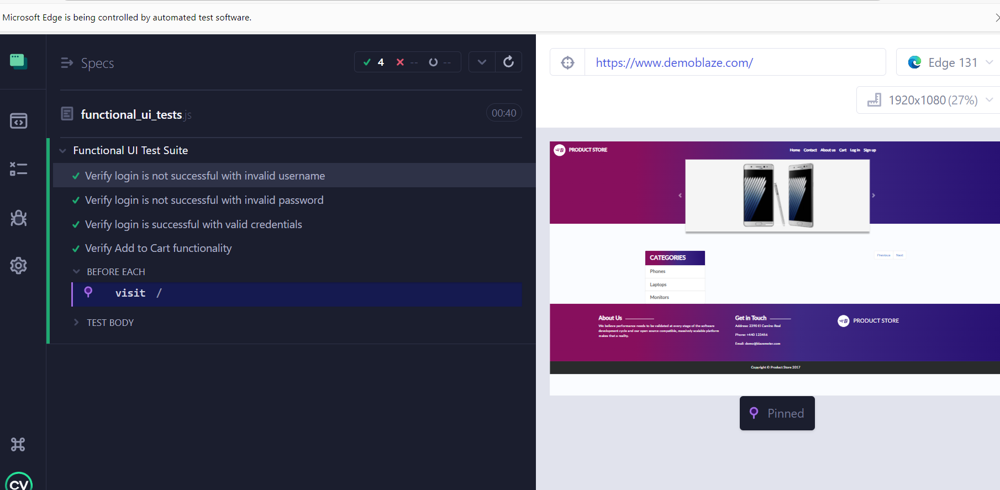 Microsoft Edge is being controlled by automated test software.
Specs
4 -- --
functional_ui_tests.js
00:40
Functional UI Test Suite
Verify login is not successful with invalid username
Verify login is not successful with invalid password
Verify login is successful with valid credentials
Verify Add to Cart functionality
BEFORE EACH
visit /
TEST BODY
CV
https://www.demoblaze.com/
Edge 131
1920x1080 (27%)
PRODUCT STORE
Home Contact About us Cart Log in Sign up
CATEGORIES
Phones
Laptops
Monitors
Previous Next
About Us
We believe performance needs to be validated at every stage of the software
development cycle and our open source compatible, massively scalable platform
makes that a reality.
Get in Touch
Address: 2390 El Camino Real
Phone: +440 123456
Email: demo@blazemeter.com
B PRODUCT STORE
Copyright © Product Store 2017
Pinned